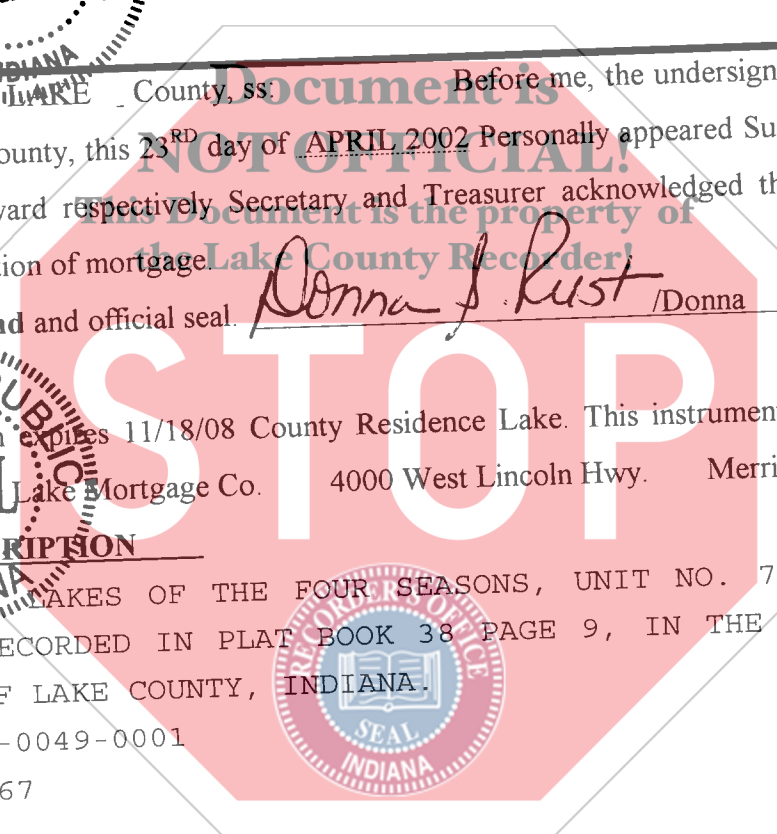 INDIANA
LAKE County, ss: Before me, the undersign
ounty, this 23RD day of APRIL 2002 Personally appeared Su
ward respectively Secretary and Treasurer acknowledged th
tion of mortgage.
nd and official seal. Donna S. Rust /Donna
Document is
NOT OFFICIAL!
This Document is the property of
the Lake County Recorder!
STOP
PUBLIC
n expires 11/18/08 County Residence Lake. This instrument
Lake Mortgage Co. 4000 West Lincoln Hwy. Merri
RIPTION
LAKES OF THE FOUR SEASONS, UNIT NO. 7
ECORDED IN PLAT BOOK 38 PAGE 9, IN THE
F LAKE COUNTY, INDIANA.
-0049-0001
67
RECORDER'S OFFICE
SEAL
INDIANA